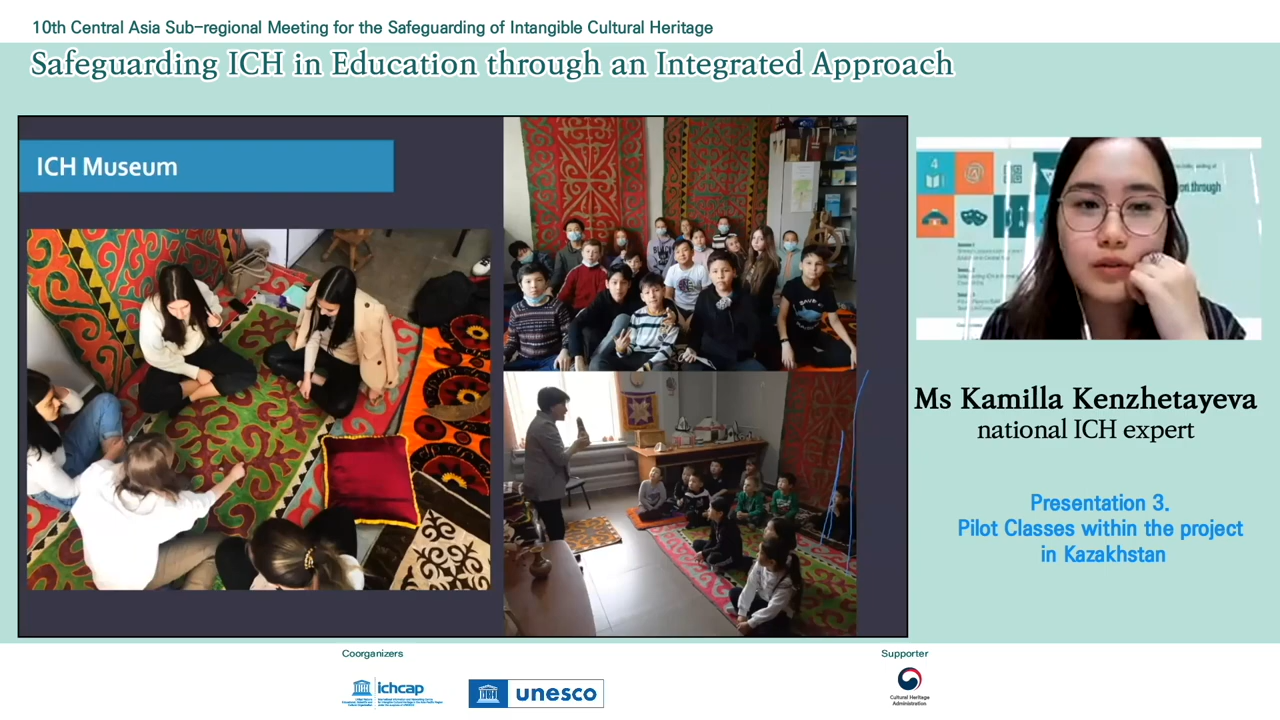 10th Central Asia Sub-regional Meeting for the Safeguarding of Intangible Cultural Heritage
Safeguarding ICH in Education through an Integrated Approach
ICH Museum
4
through
Ms Kamilla Kenzhetayeva
national ICH expert
Presentation 3.
Pilot Classes within the project
in Kazakhstan
Coorganizers
Supporter
ichcap
unesco
Cultural Heritage
Administration